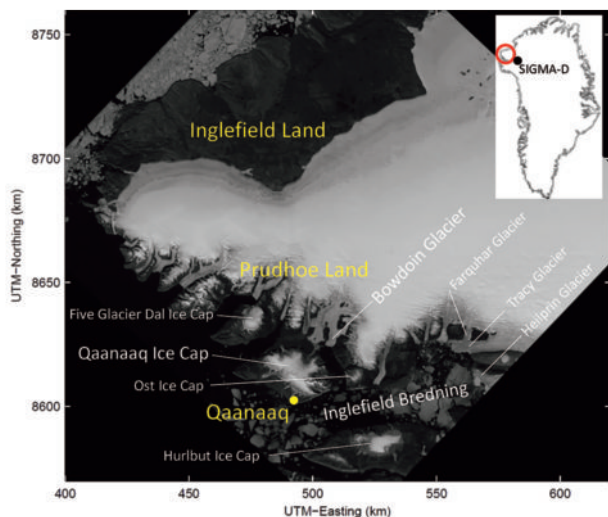 8750
SIGMA-D
Inglefield Land
8700
UTM−Northing (km)
Bowdoin Glacier
Farquhar Glacier
Tracy Glacier
Heilprin Glacier
8650
Prudhoe Land
Five Glacier Dal Ice Cap
Qaanaaq Ice Cap
Ost Ice Cap
Inglefield Bredning
8600
Qaanaaq
Hurlbut Ice Cap
400 450 500 550 600
UTM−Easting (km)